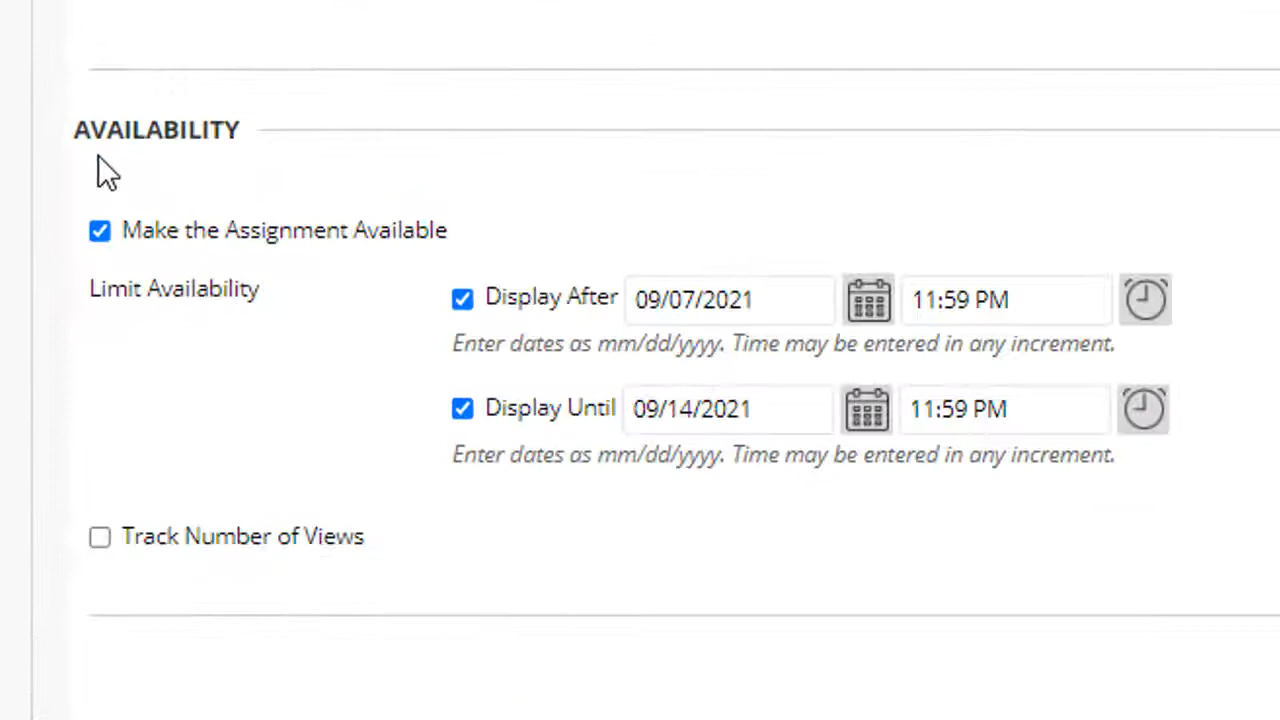 AVAILABILITY
Make the Assignment Available
Limit Availability
Display After 09/07/2021 11:59 PM
Enter dates as mm/dd/yyyy. Time may be entered in any increment.
Display Until 09/14/2021 11:59 PM
Enter dates as mm/dd/yyyy. Time may be entered in any increment.
Track Number of Views